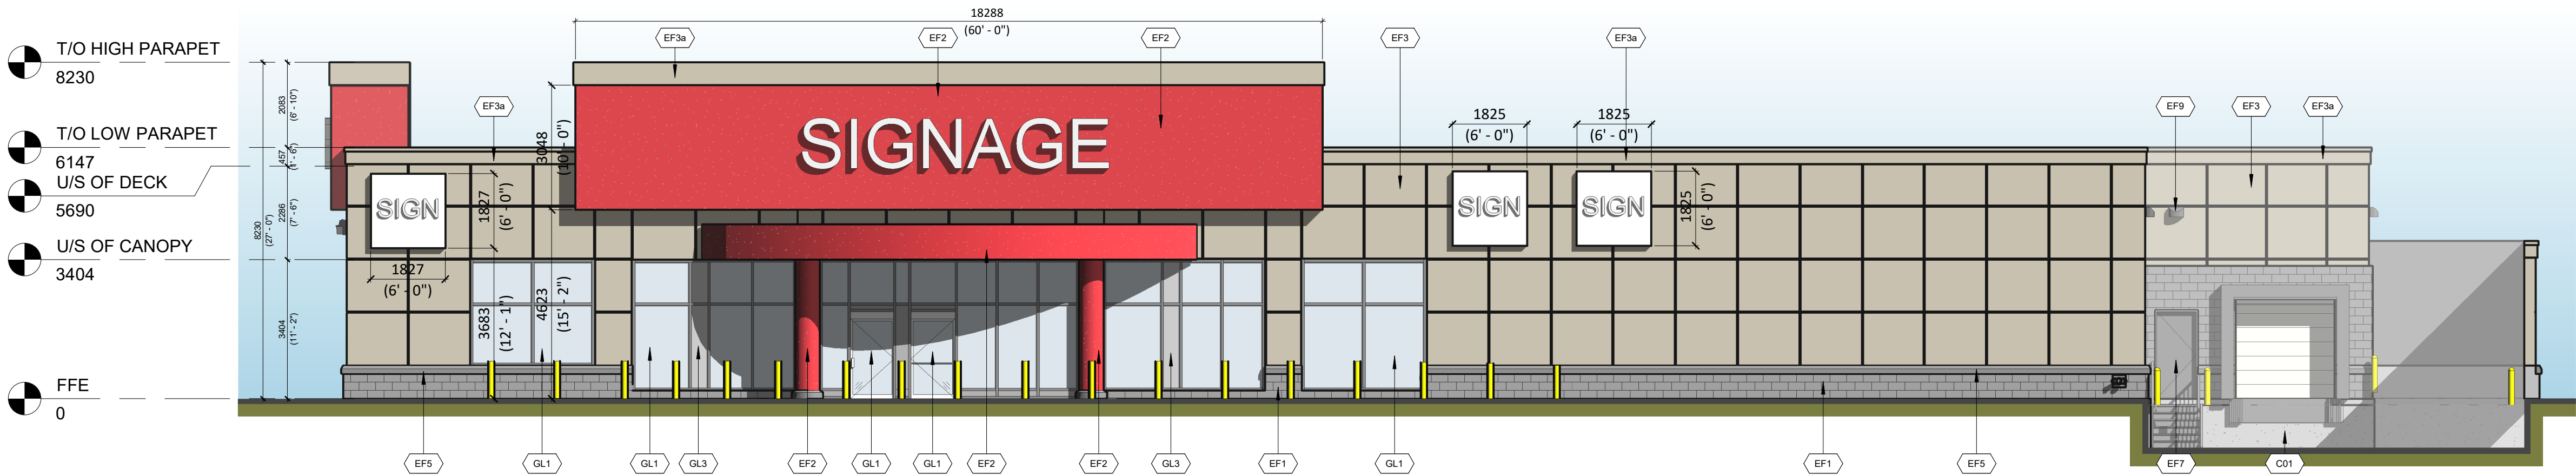 T/O HIGH PARAPET
8230
T/O LOW PARAPET
6147
U/S OF DECK
5690
U/S OF CANOPY
3404
FFE
0
8230
(27' - 0")
2083
(6' - 10")
457
(1' - 6")
2286
(7' - 6")
3404
(11' - 2")
18288
(60' - 0")
EF3a
EF2
EF2
EF3
EF3a
EF3a
EF9
EF3
EF3a
3048
(10' - 0")
SIGNAGE
1825
(6' - 0")
1825
(6' - 0")
SIGN
1827
(6' - 0")
1827
(6' - 0")
SIGN
SIGN
1825
(6' - 0")
3683
(12' - 1")
4623
(15' - 2")
EF5
GL1
GL1
GL3
EF2
GL1
GL1
EF2
EF2
GL3
EF1
GL1
EF1
EF5
EF7
C01